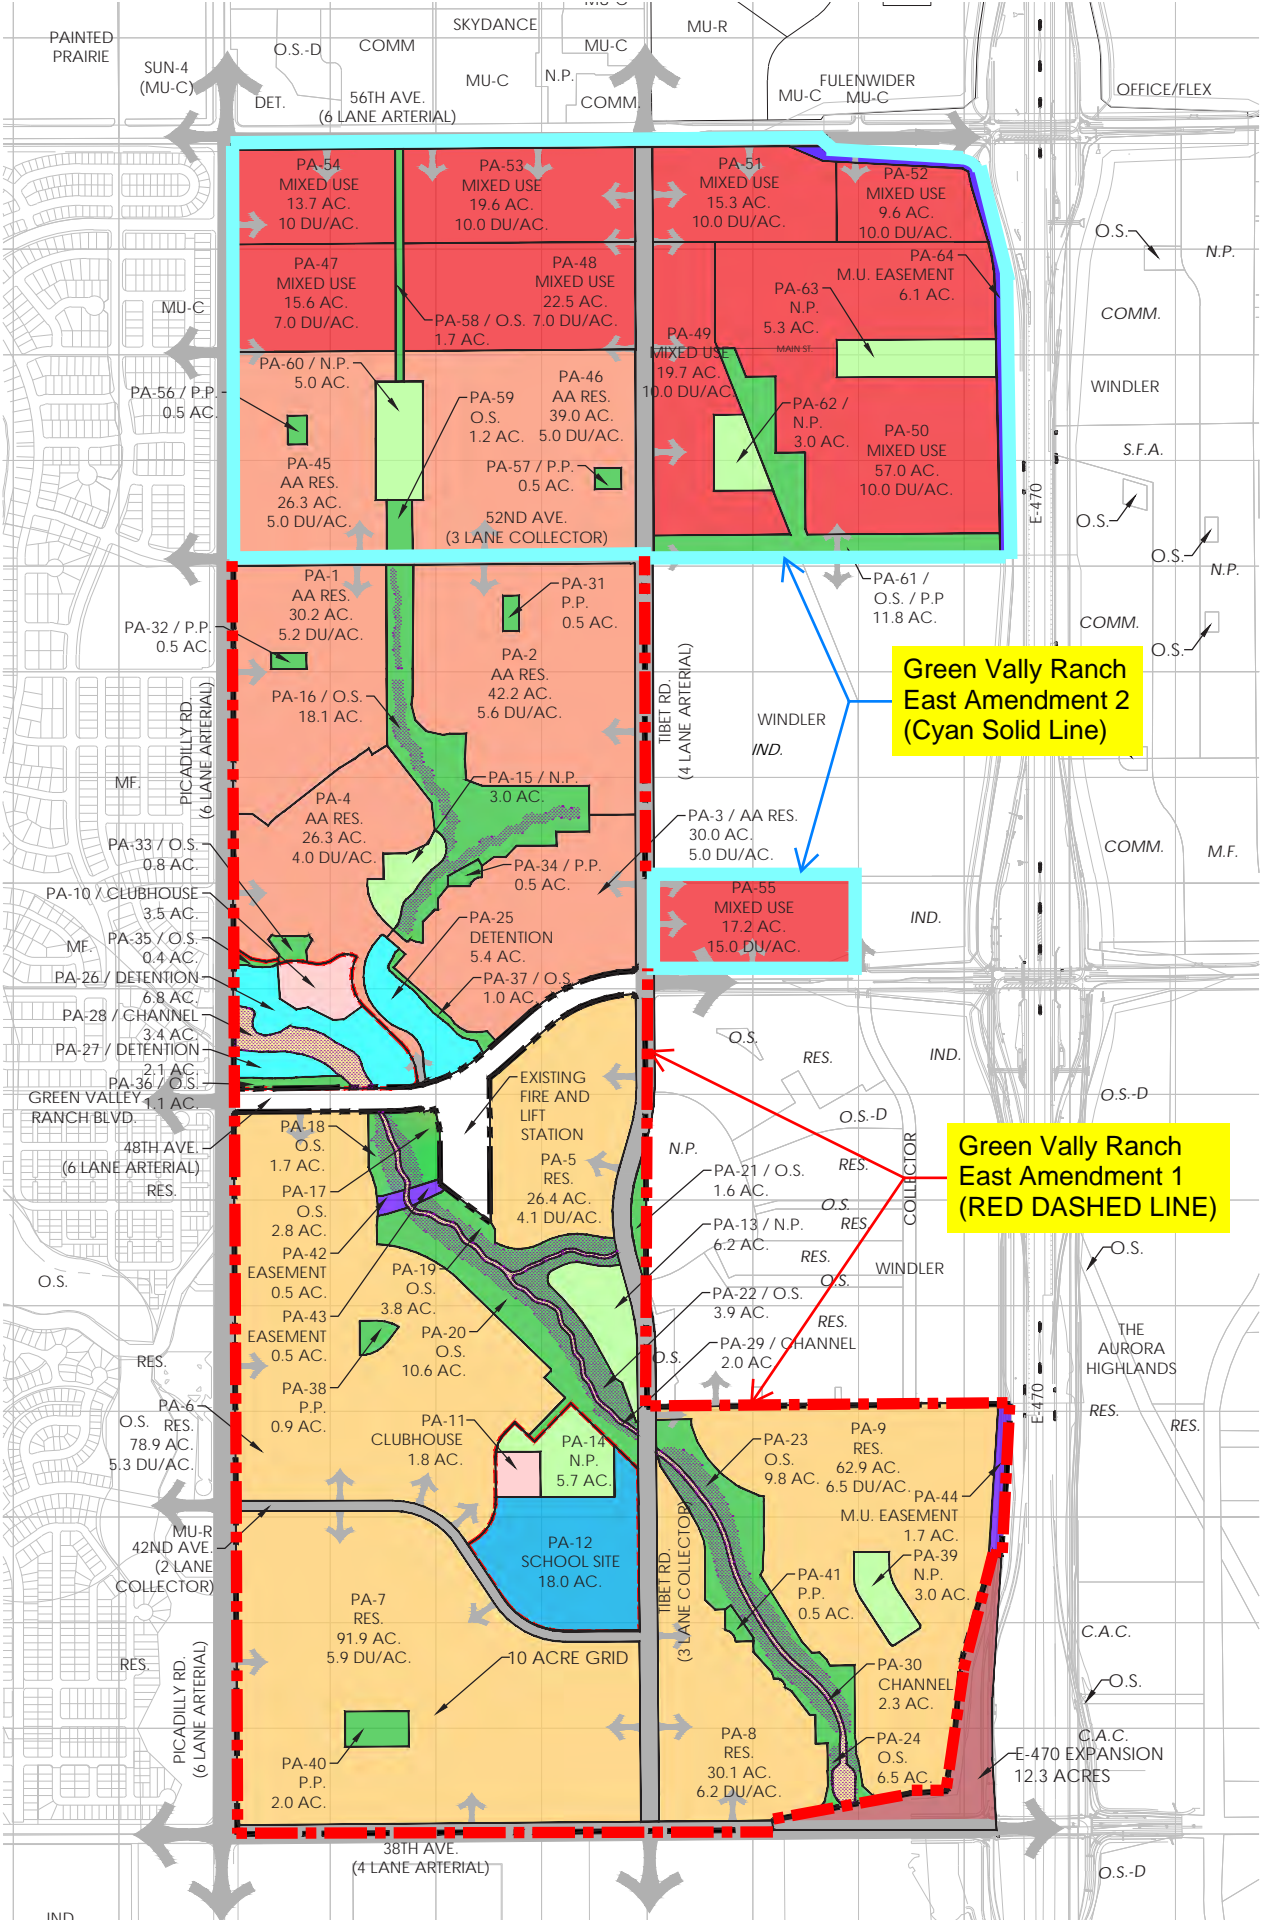 MU-C
PAINTED
PRAIRIE
SUN-4
(MU-C)
O.S.-D
COMM
SKYDANCE
MU-C
MU-C
N.P.
COMM.
MU-R
FULENWIDER
MU-C
MU-C
OFFICE/FLEX
DET.
56TH AVE.
(6 LANE ARTERIAL)
PA-54
MIXED USE
13.7 AC.
10 DU/AC.
PA-53
MIXED USE
19.6 AC.
10.0 DU/AC.
PA-51
MIXED USE
15.3 AC.
10.0 DU/AC.
PA-52
MIXED USE
9.6 AC.
10.0 DU/AC.
PA-47
MIXED USE
15.6 AC.
7.0 DU/AC.
PA-48
MIXED USE
22.5 AC.
7.0 DU/AC.
PA-58 / O.S.
1.7 AC.
PA-64
M.U. EASEMENT
6.1 AC.
PA-63
N.P.
5.3 AC.
MAIN ST.
PA-49
MIXED USE
19.7 AC.
10.0 DU/AC.
O.S.
N.P.
COMM.
WINDLER
MU-C
PA-60 / N.P.
5.0 AC.
PA-56 / P.P.
0.5 AC.
PA-59
O.S.
1.2 AC.
PA-46
AA RES.
39.0 AC.
5.0 DU/AC.
PA-57 / P.P.
0.5 AC.
PA-45
AA RES.
26.3 AC.
5.0 DU/AC.
52ND AVE.
(3 LANE COLLECTOR)
PA-62 /
N.P.
3.0 AC.
PA-50
MIXED USE
57.0 AC.
10.0 DU/AC.
S.F.A.
E-470
O.S.
O.S.
N.P.
COMM.
O.S.
PA-1
AA RES.
30.2 AC.
5.2 DU/AC.
PA-31
P.P.
0.5 AC.
PA-61 /
O.S. / P.P
11.8 AC.
PA-32 / P.P.
0.5 AC.
PA-2
AA RES.
42.2 AC.
5.6 DU/AC.
PA-16 / O.S.
18.1 AC.
PICADILLY RD.
(6 LANE ARTERIAL)
TIBET RD.
(4 LANE ARTERIAL)
WINDLER
IND.
Green Vally Ranch
East Amendment 2
(Cyan Solid Line)
MF.
PA-15 / N.P.
3.0 AC.
PA-4
AA RES.
26.3 AC.
4.0 DU/AC.
PA-3 / AA RES.
30.0 AC.
5.0 DU/AC.
PA-33 / O.S.
0.8 AC.
PA-34 / P.P.
0.5 AC.
COMM.
M.F.
PA-10 / CLUBHOUSE
3.5 AC.
PA-55
MIXED USE
17.2 AC.
15.0 DU/AC.
IND.
PA-25
DETENTION
5.4 AC.
MF.
PA-35 / O.S.
0.4 AC.
PA-26 / DETENTION
6.8 AC.
PA-37 / O.S.
1.0 AC.
PA-28 / CHANNEL
3.4 AC.
PA-27 / DETENTION
2.1 AC.
PA-36 / O.S.
1.1 AC.
GREEN VALLEY
RANCH BLVD.
O.S.
RES.
IND.
O.S.-D
O.S.-D
EXISTING
FIRE AND
LIFT
STATION
48TH AVE.
(6 LANE ARTERIAL)
RES.
PA-18
O.S.
1.7 AC.
PA-5
RES.
26.4 AC.
4.1 DU/AC.
N.P.
PA-21 / O.S.
1.6 AC.
RES.
COLLECTOR
Green Vally Ranch
East Amendment 1
(RED DASHED LINE)
PA-17
O.S.
2.8 AC.
PA-13 / N.P.
6.2 AC.
O.S.
RES.
RES.
O.S.
WINDLER
O.S.
O.S.
PA-42
EASEMENT
0.5 AC.
PA-19
O.S.
3.8 AC.
PA-22 / O.S.
3.9 AC.
RES.
PA-43
EASEMENT
0.5 AC.
PA-20
O.S.
10.6 AC.
PA-29 / CHANNEL
2.0 AC
O.S.
THE
AURORA
HIGHLANDS
RES.
PA-38
P.P.
0.9 AC.
E-470
RES.
RES.
PA-6
RES.
78.9 AC.
5.3 DU/AC.
O.S.
PA-11
CLUBHOUSE
1.8 AC.
PA-14
N.P.
5.7 AC.
PA-23
O.S.
9.8 AC.
PA-9
RES.
62.9 AC.
6.5 DU/AC.
PA-44
M.U. EASEMENT
1.7 AC.
MU-R
42ND AVE.
(2 LANE
COLLECTOR)
PA-12
SCHOOL SITE
18.0 AC.
TIBET RD.
(3 LANE COLLECTOR)
PA-39
N.P.
3.0 AC.
PA-41
P.P.
0.5 AC.
PA-7
RES.
91.9 AC.
5.9 DU/AC.
10 ACRE GRID
C.A.C.
RES.
PICADILLY RD.
(6 LANE ARTERIAL)
PA-30
CHANNEL
2.3 AC.
O.S.
PA-40
P.P.
2.0 AC.
PA-8
RES.
30.1 AC.
6.2 DU/AC.
PA-24
O.S.
6.5 AC.
C.A.C.
E-470 EXPANSION
12.3 ACRES
38TH AVE.
(4 LANE ARTERIAL)
O.S.-D
IND